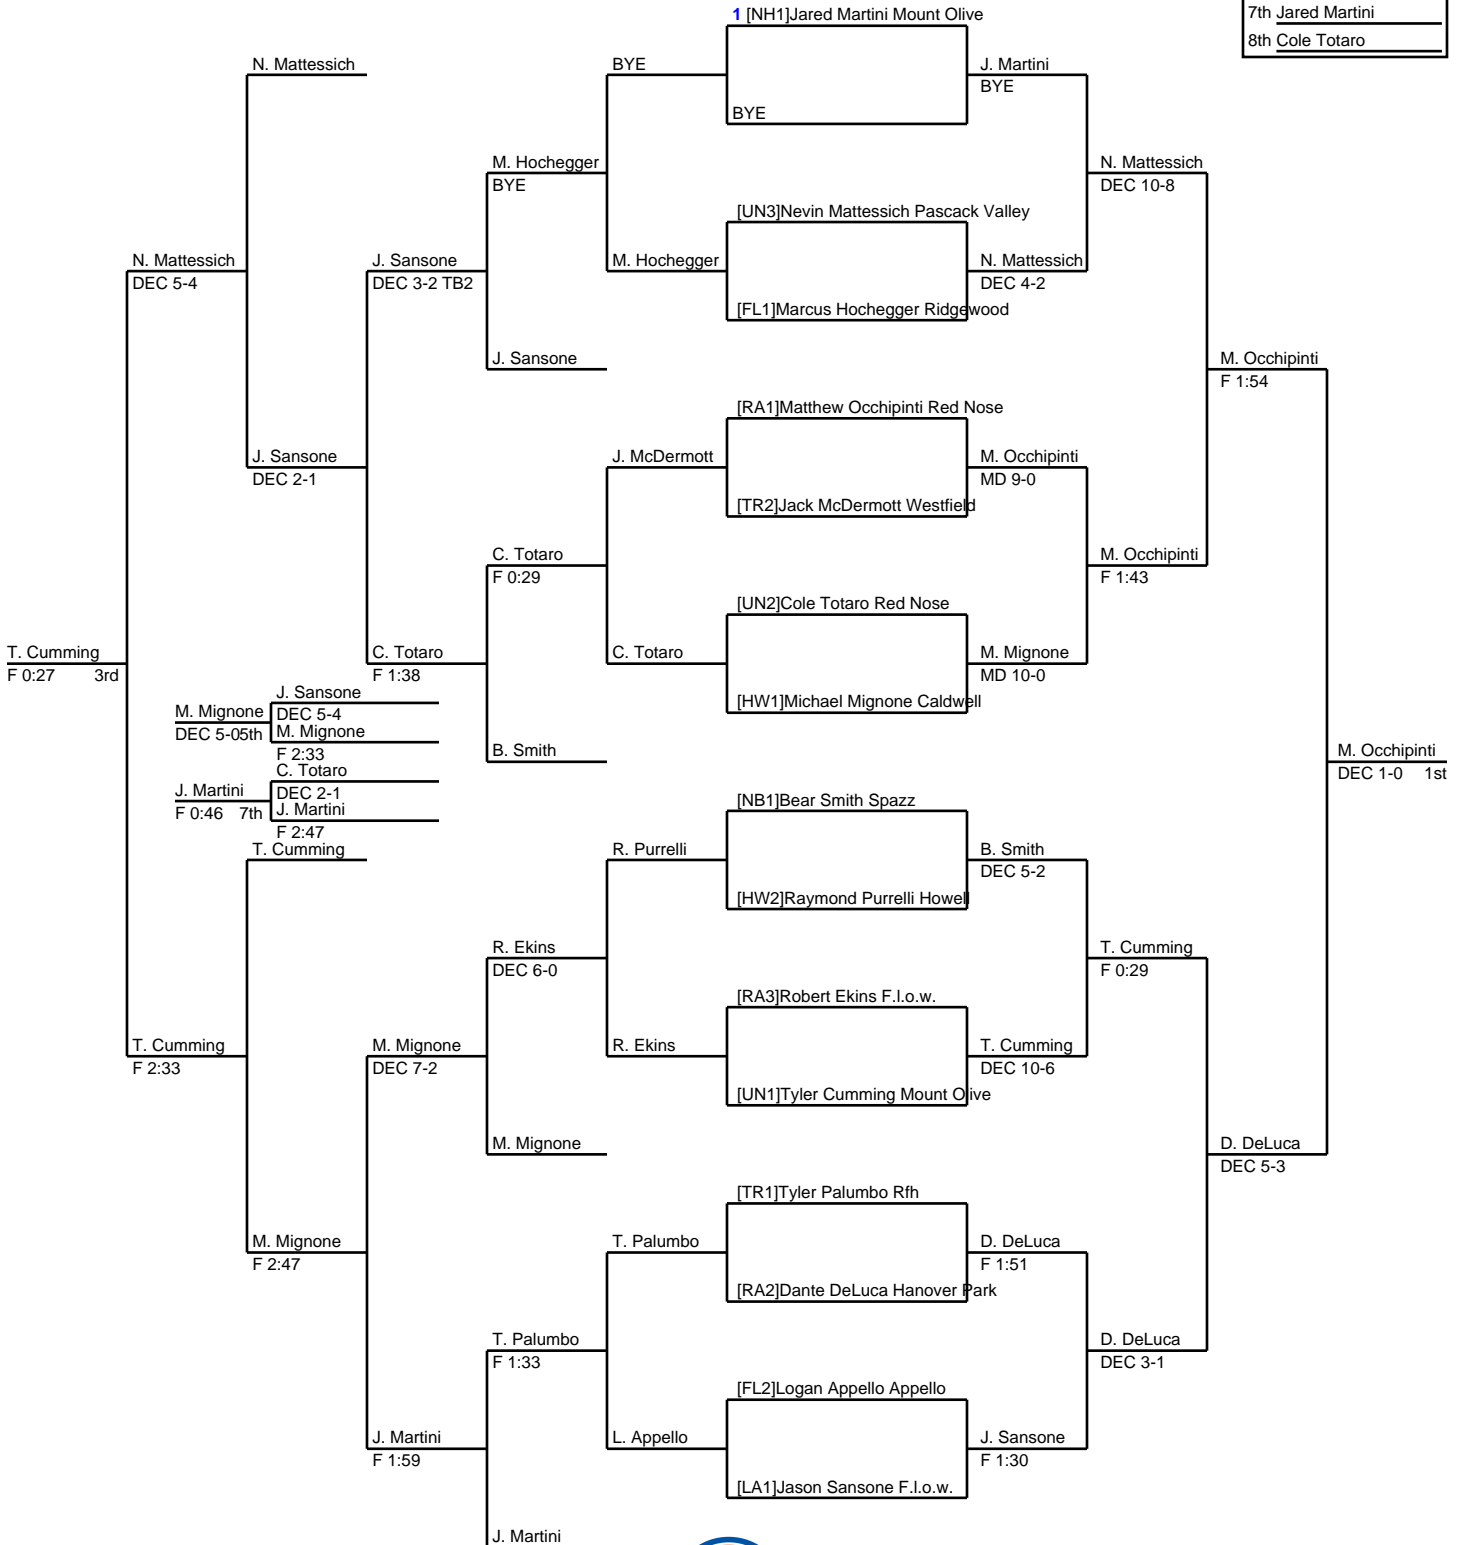 1 [NH1]Jared Martini Mount Olive
7th Jared Martini
8th Cole Totaro
N. Mattessich
BYE
J. Martini
BYE
BYE
M. Hochegger
BYE
N. Mattessich
DEC 10-8
[UN3]Nevin Mattessich Pascack Valley
N. Mattessich
DEC 5-4
J. Sansone
DEC 3-2 TB2
M. Hochegger
N. Mattessich
DEC 4-2
[FL1]Marcus Hochegger Ridgewood
J. Sansone
M. Occhipinti
F 1:54
[RA1]Matthew Occhipinti Red Nose
J. Sansone
DEC 2-1
J. McDermott
M. Occhipinti
MD 9-0
[TR2]Jack McDermott Westfield
C. Totaro
F 0:29
M. Occhipinti
F 1:43
[UN2]Cole Totaro Red Nose
T. Cumming
F 0:27 3rd
C. Totaro
F 1:38
C. Totaro
M. Mignone
MD 10-0
J. Sansone
[HW1]Michael Mignone Caldwell
M. Mignone
DEC 5-4
DEC 5-05th
M. Mignone
F 2:33
B. Smith
M. Occhipinti
DEC 1-0 1st
C. Totaro
J. Martini
DEC 2-1
F 0:46 7th
J. Martini
F 2:47
[NB1]Bear Smith Spazz
T. Cumming
R. Purrelli
B. Smith
DEC 5-2
[HW2]Raymond Purrelli Howell
R. Ekins
DEC 6-0
T. Cumming
F 0:29
[RA3]Robert Ekins F.l.o.w.
T. Cumming
F 2:33
M. Mignone
DEC 7-2
R. Ekins
T. Cumming
DEC 10-6
[UN1]Tyler Cumming Mount Olive
M. Mignone
D. DeLuca
DEC 5-3
[TR1]Tyler Palumbo Rfh
M. Mignone
F 2:47
T. Palumbo
D. DeLuca
F 1:51
[RA2]Dante DeLuca Hanover Park
T. Palumbo
F 1:33
D. DeLuca
DEC 3-1
[FL2]Logan Appello Appello
J. Martini
F 1:59
L. Appello
J. Sansone
F 1:30
[LA1]Jason Sansone F.l.o.w.
J. Martini